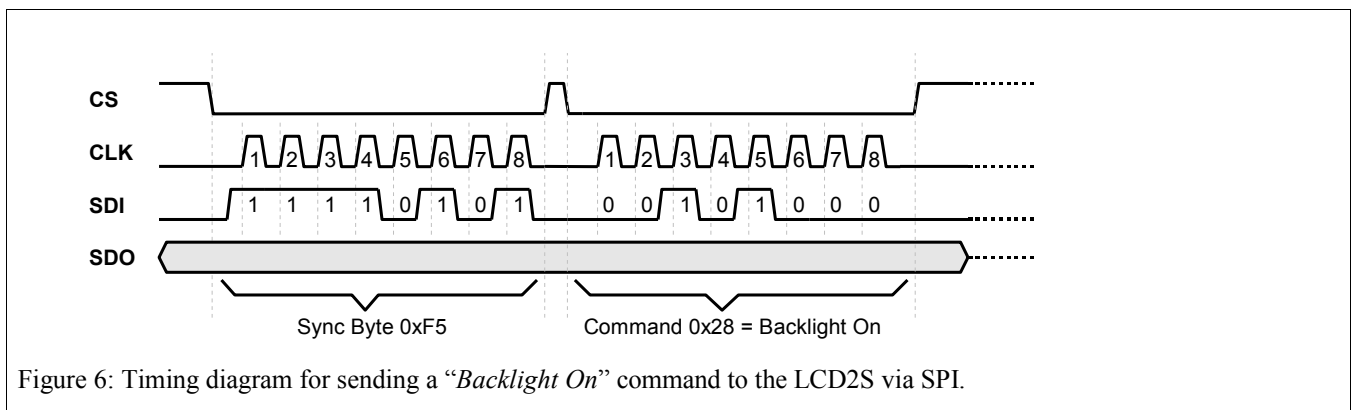 CS
CLK 1 2 3 4 5 6 7 8 1 2 3 4 5 6 7 8
SDI 1 1 1 1 0 1 0 1 0 0 1 0 1 0 0 0
SDO
Sync Byte 0xF5 Command 0x28 = Backlight On
Figure 6: Timing diagram for sending a “Backlight On” command to the LCD2S via SPI.